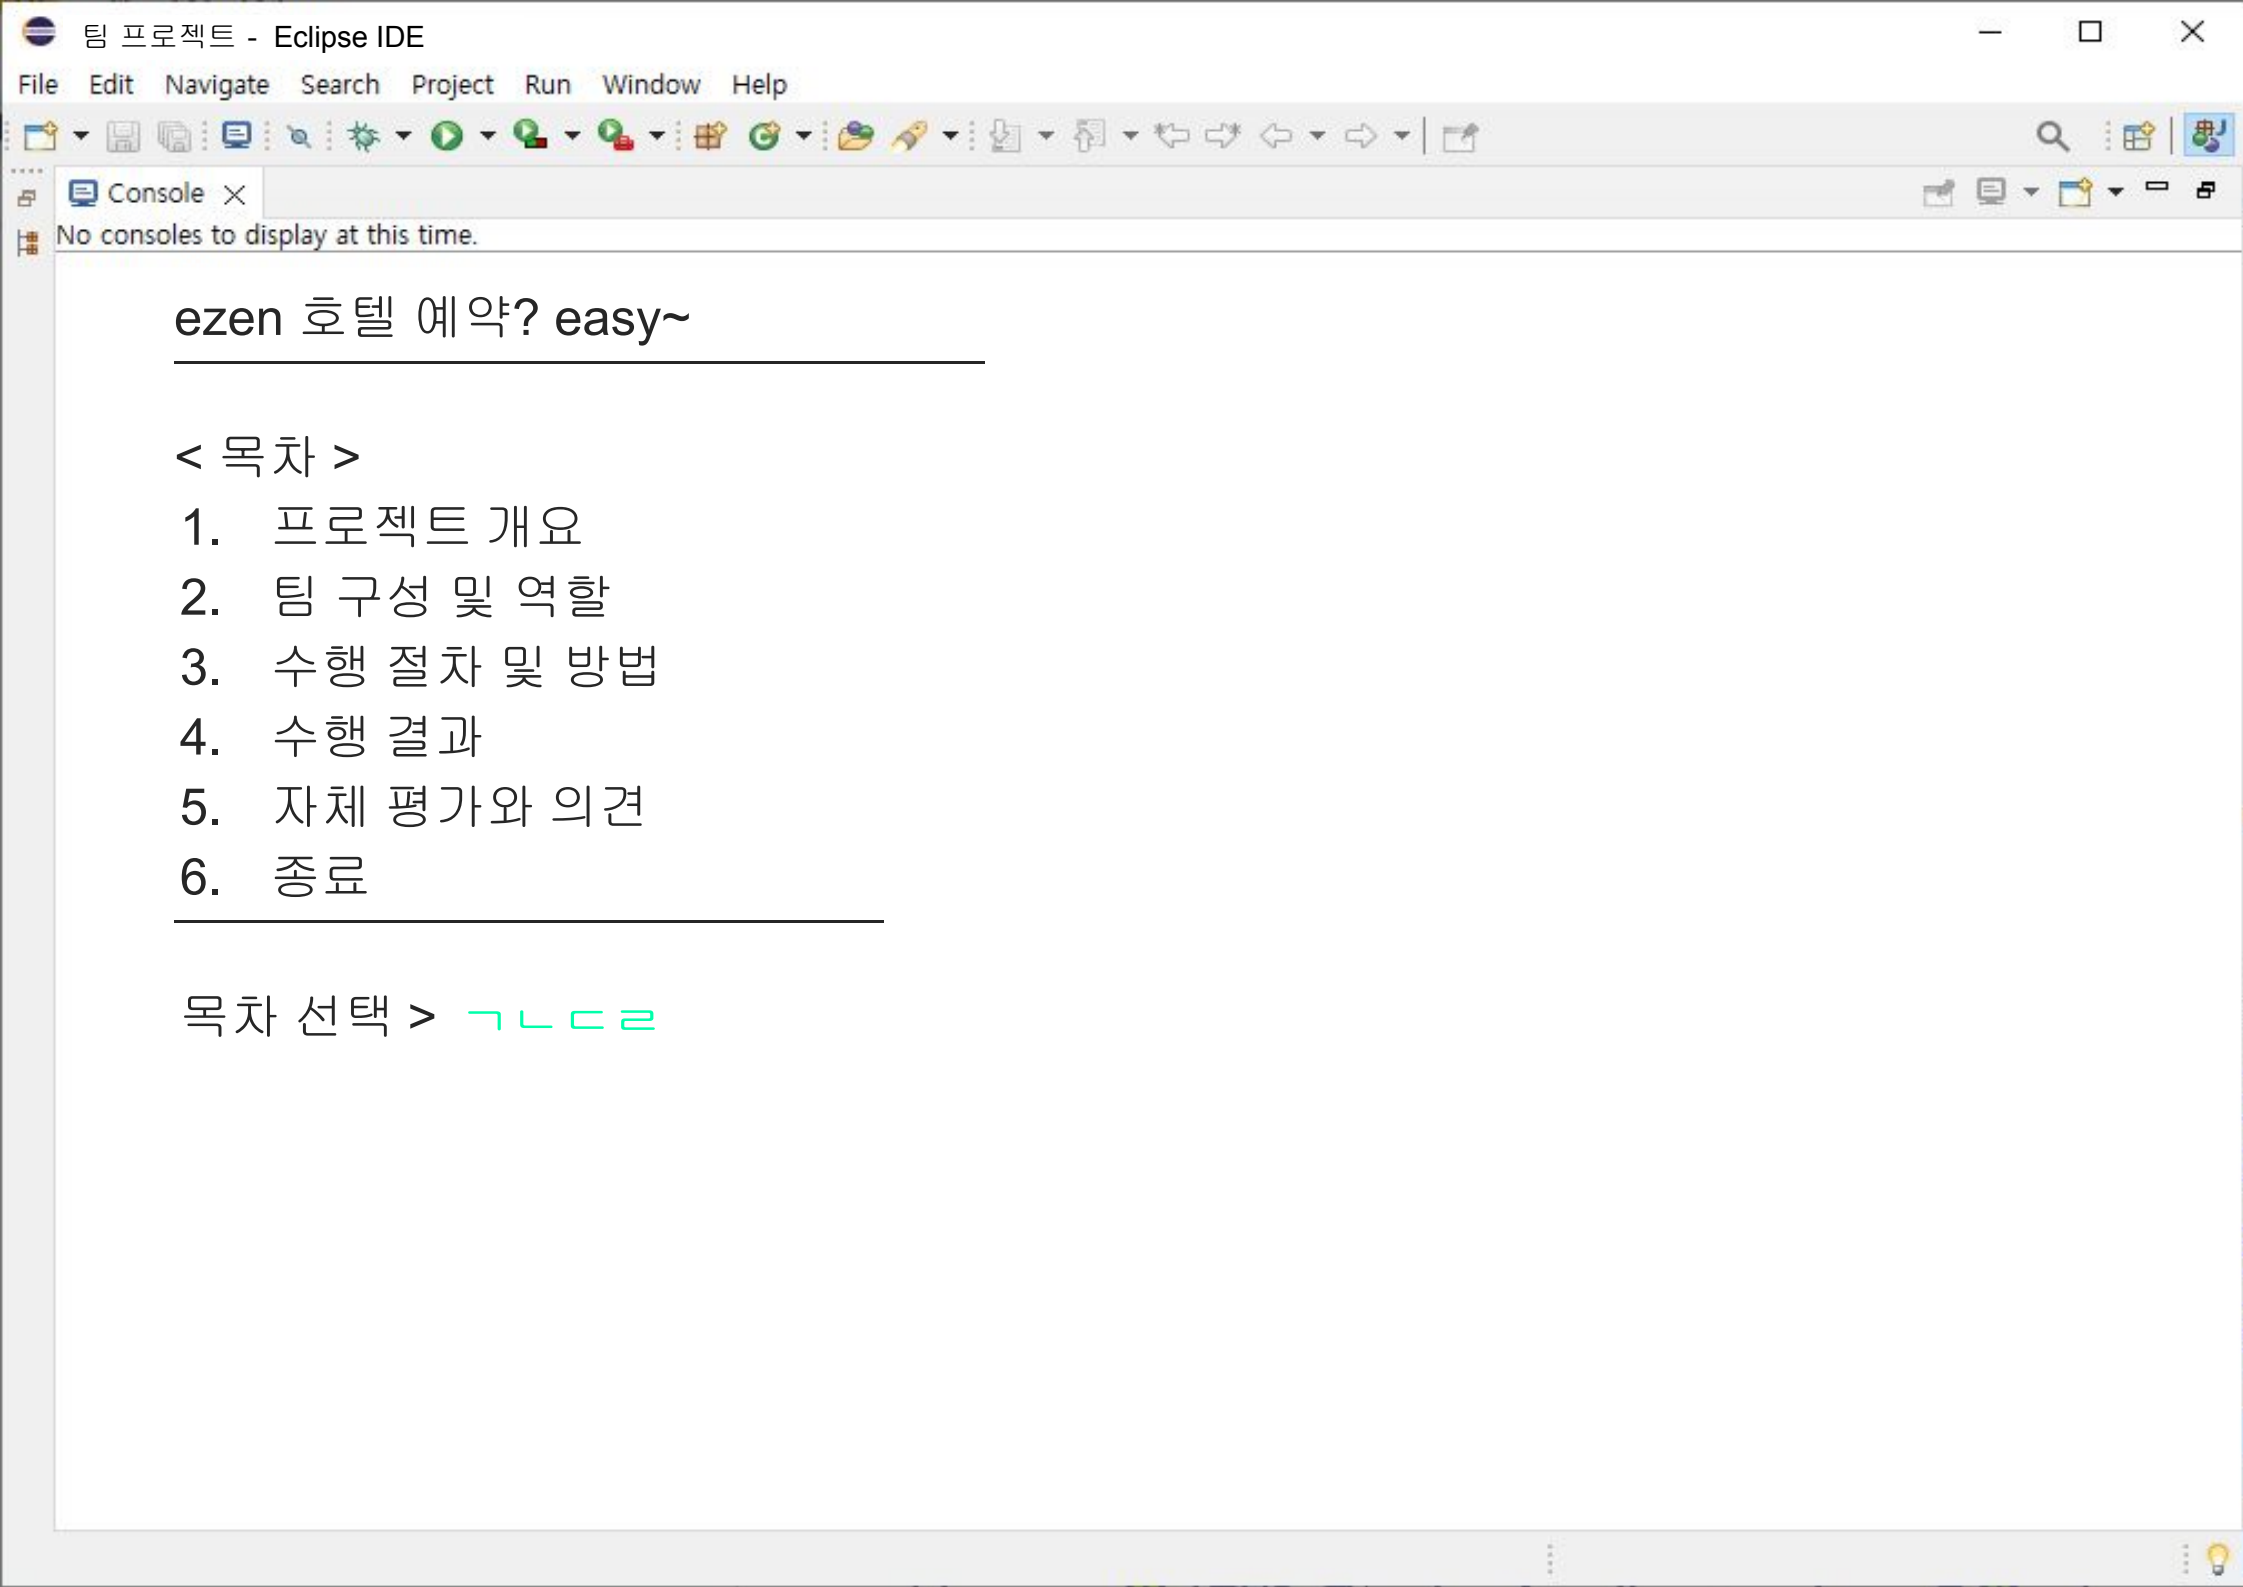 팀 프로젝트 - Eclipse IDE
File Edit Navigate Search Project Run Window Help
Console
No consoles to display at this time.
ezen 호텔 예약? easy~
< 목차 >
1. 프로젝트 개요
2. 팀 구성 및 역할
3. 수행 절차 및 방법
4. 수행 결과
5. 자체 평가와 의견
6. 종료
목차 선택 > ㄱㄴㄷㄹ